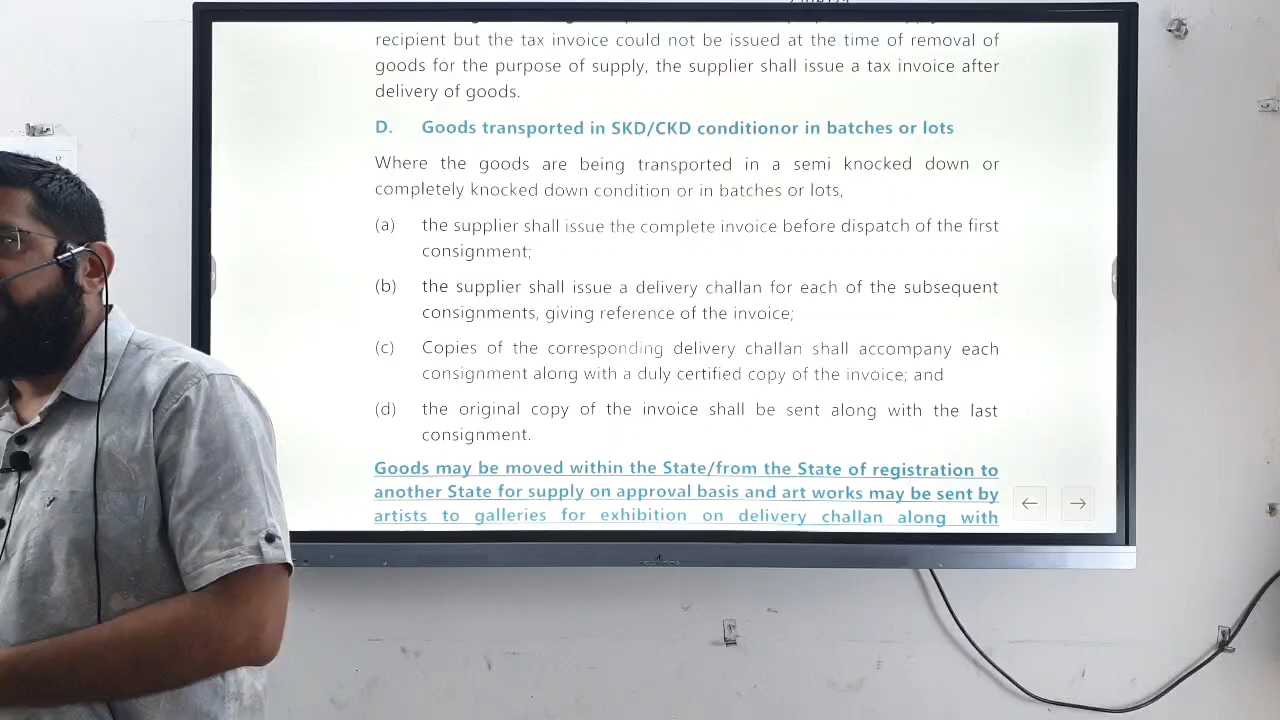 recipient but the tax invoice could not be issued at the time of removal of
goods for the purpose of supply, the supplier shall issue a tax invoice after
delivery of goods.
D. Goods transported in SKD/CKD conditionor in batches or lots
Where the goods are being transported in a semi knocked down or
completely knocked down condition or in batches or lots,
(a) the supplier shall issue the complete invoice before dispatch of the first
consignment;
(b) the supplier shall issue a delivery challan for each of the subsequent
consignments, giving reference of the invoice;
(c) Copies of the corresponding delivery challan shall accompany each
consignment along with a duly certified copy of the invoice; and
(d) the original copy of the invoice shall be sent along with the last
consignment.
Goods may be moved within the State/from the State of registration to
another State for supply on approval basis and art works may be sent by
artists to galleries for exhibition on delivery challan along with